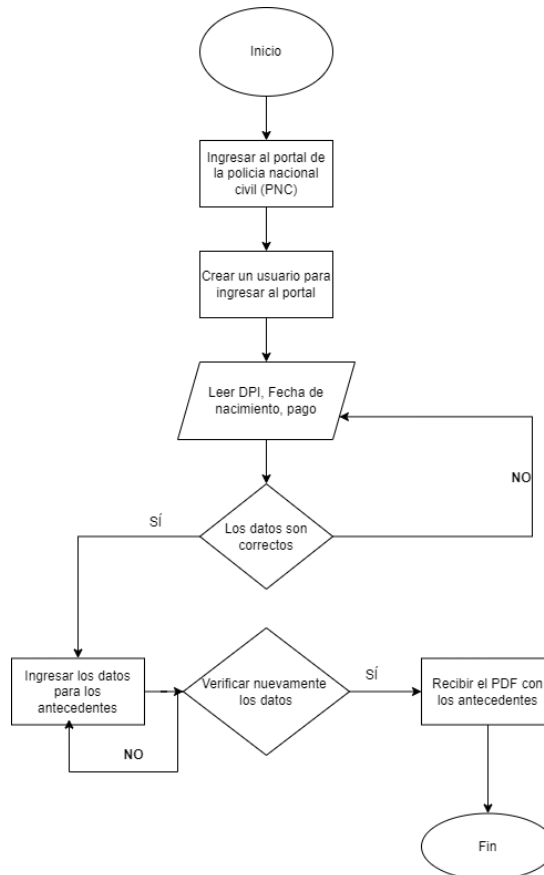 Inicio
Ingresar al portal de
la policia nacional
civil (PNC)
Crear un usuario para
ingresar al portal
Leer DPI, Fecha de
nacimiento, pago
NO
SÍ
Los datos son
correctos
Ingresar los datos
para los
antecedentes
Verificar nuevamente
los datos
SÍ
Recibir el PDF con
los antecedentes
NO
Fin